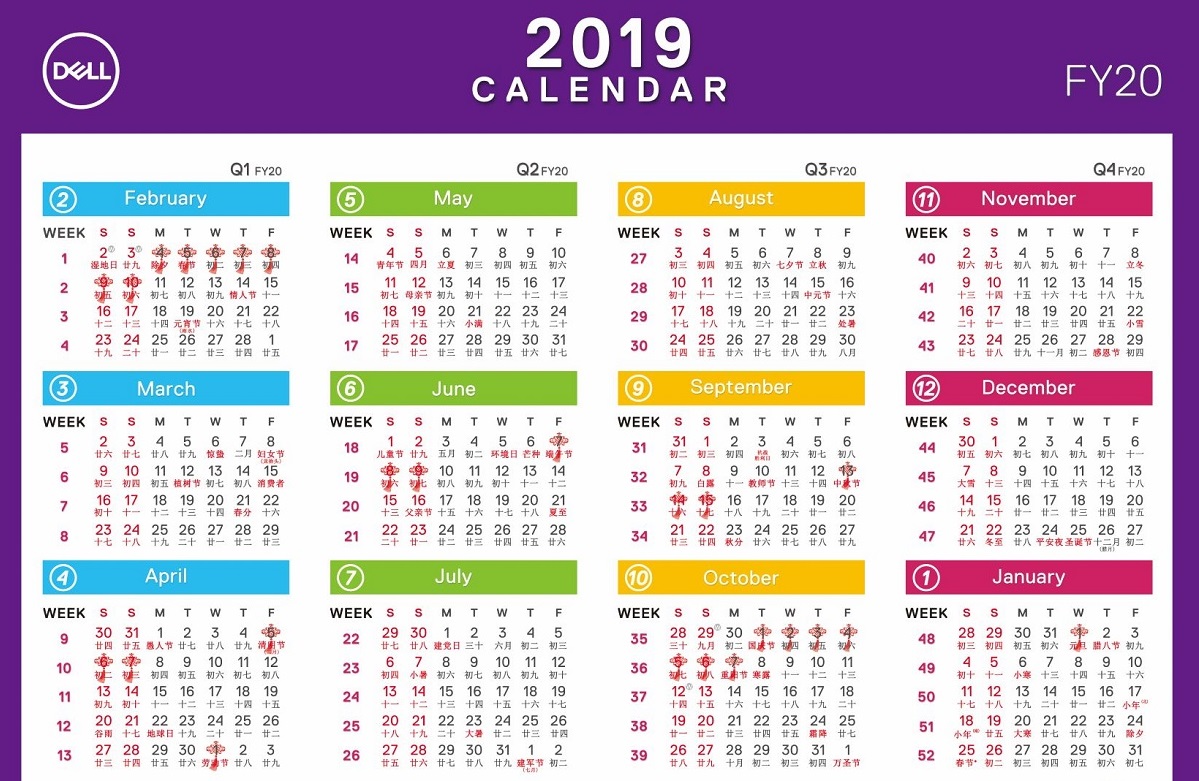 DELL
2019
CALENDAR
FY20
Q1 FY20
2 February
WEEK S S M T W T F
1 2 3 4 5 6 7 8
湿地日 廿九 除夕 春节 初二 初三 初四
2 9 10 11 12 13 14 15
初五 初六 初七 初八 初九 情人节 十一
3 16 17 18 19 20 21 22
十二 十三 十四 元宵节 十六 十七 十八
4 23 24 25 26 27 28 1
十九 二十 廿一 廿二 廿三 廿四 廿五
3 March
WEEK S S M T W T F
5 2 3 4 5 6 7 8
廿六 廿七 廿八 廿九 惊蛰 二月 妇女节
6 9 10 11 12 13 14 15
初三 初四 初五 植树节 初七 初八 消费者
7 16 17 18 19 20 21 22
初十 十一 十二 十三 十四 春分 十六
8 23 24 25 26 27 28 29
十七 十八 十九 二十 廿一 廿二 廿三
4 April
WEEK S S M T W T F
9 30 31 1 2 3 4 5
廿四 廿五 愚人节 廿七 廿八 廿九 清明节
10 6 7 8 9 10 11 12
初二 初三 初四 初五 初六 初七 初八
11 13 14 15 16 17 18 19
初九 初十 十一 十二 十三 十四 十五
12 20 21 22 23 24 25 26
谷雨 十七 地球日 十九 二十 廿一 廿二
13 27 28 29 30 1 2 3
廿三 廿四 廿五 廿六 劳动节 廿八 廿九
Q2 FY20
5 May
WEEK S S M T W T F
14 4 5 6 7 8 9 10
青年节 四月 立夏 初三 初四 初五 初六
15 11 12 13 14 15 16 17
初七 母亲节 初九 初十 十一 十二 十三
16 18 19 20 21 22 23 24
十四 十五 十六 小满 十八 十九 二十
17 25 26 27 28 29 30 31
廿一 廿二 廿三 廿四 廿五 廿六 廿七
6 June
WEEK S S M T W T F
18 1 2 3 4 5 6 7
儿童节 廿九 五月 初二 环境日 芒种 端午节
19 8 9 10 11 12 13 14
初六 初七 初八 初九 初十 十一 十二
20 15 16 17 18 19 20 21
十三 父亲节 十五 十六 十七 十八 夏至
21 22 23 24 25 26 27 28
二十 廿一 廿二 廿三 廿四 廿五 廿六
7 July
WEEK S S M T W T F
22 29 30 1 2 3 4 5
廿七 廿八 建党日 三十 六月 初二 初三
23 6 7 8 9 10 11 12
初四 小暑 初六 初七 初八 初九 初十
24 13 14 15 16 17 18 19
十一 十二 十三 十四 十五 十六 十七
25 20 21 22 23 24 25 26
十八 十九 二十 大暑 廿二 廿三 廿四
26 27 28 29 30 31 1 2
廿五 廿六 廿七 廿八 廿九 建军节 初二
Q3 FY20
8 August
WEEK S S M T W T F
27 3 4 5 6 7 8 9
初三 初四 初五 初六 七夕节 立秋 初九
28 10 11 12 13 14 15 16
初十 十一 十二 十三 十四 中元节 十六
29 17 18 19 20 21 22 23
十七 十八 十九 二十 廿一 廿二 处暑
30 24 25 26 27 28 29 30
廿四 廿五 廿六 廿七 廿八 廿九 八月
9 September
WEEK S S M T W T F
31 31 1 2 3 4 5 6
初二 初三 初四 初六 初七 初八
32 7 8 9 10 11 12 13
初九 白露 十一 教师节 十三 十四 中秋节
33 14 15 16 17 18 19 20
十六 十七 十八 十九 二十 廿一 廿二
34 21 22 23 24 25 26 27
廿三 廿四 秋分 廿六 廿七 廿八 廿九
10 October
WEEK S S M T W T F
35 28 29 30 1 2 3 4
三十 九月 初二 国庆节 初四 初五 初六
36 5 6 7 8 9 10 11
初七 初八 重阳节 寒露 十一 十二 十三
37 12 13 14 15 16 17 18
十四 十五 十六 十七 十八 十九 二十
38 19 20 21 22 23 24 25
廿一 廿二 廿三 廿四 廿五 霜降 廿七
39 26 27 28 29 30 31 1
廿八 廿九 十月 初二 初三 初四 万圣节
Q4 FY20
11 November
WEEK S S M T W T F
40 2 3 4 5 6 7 8
初六 初七 初八 初九 初十 十一 立冬
41 9 10 11 12 13 14 15
十三 十四 十五 十六 十七 十八 十九
42 16 17 18 19 20 21 22
二十 廿一 廿二 廿三 廿四 廿五 小雪
43 23 24 25 26 27 28 29
廿七 廿八 廿九 十一月 初二 感恩节 初四
12 December
WEEK S S M T W T F
44 30 1 2 3 4 5 6
初五 初六 初七 初八 初九 初十 十一
45 7 8 9 10 11 12 13
大雪 十三 十四 十五 十六 十七 十八
46 14 15 16 17 18 19 20
十九 二十 廿一 廿二 廿三 廿四 廿五
47 21 22 23 24 25 26 27
廿六 冬至 廿八 平安夜 圣诞节 十二月 初二
1 January
WEEK S S M T W T F
48 28 29 30 31 1 2 3
初三 初四 初五 初六 元旦 腊八节 初九
49 4 5 6 7 8 9 10
初十 十一 小寒 十三 十四 十五 十六
50 11 12 13 14 15 16 17
十七 十八 十九 二十 廿一 廿二 小年
51 18 19 20 21 22 23 24
小年 廿五 大寒 廿七 廿八 廿九 除夕
52 25 26 27 28 29 30 31
春节* 初二 初三 初四 初五 初六 初七